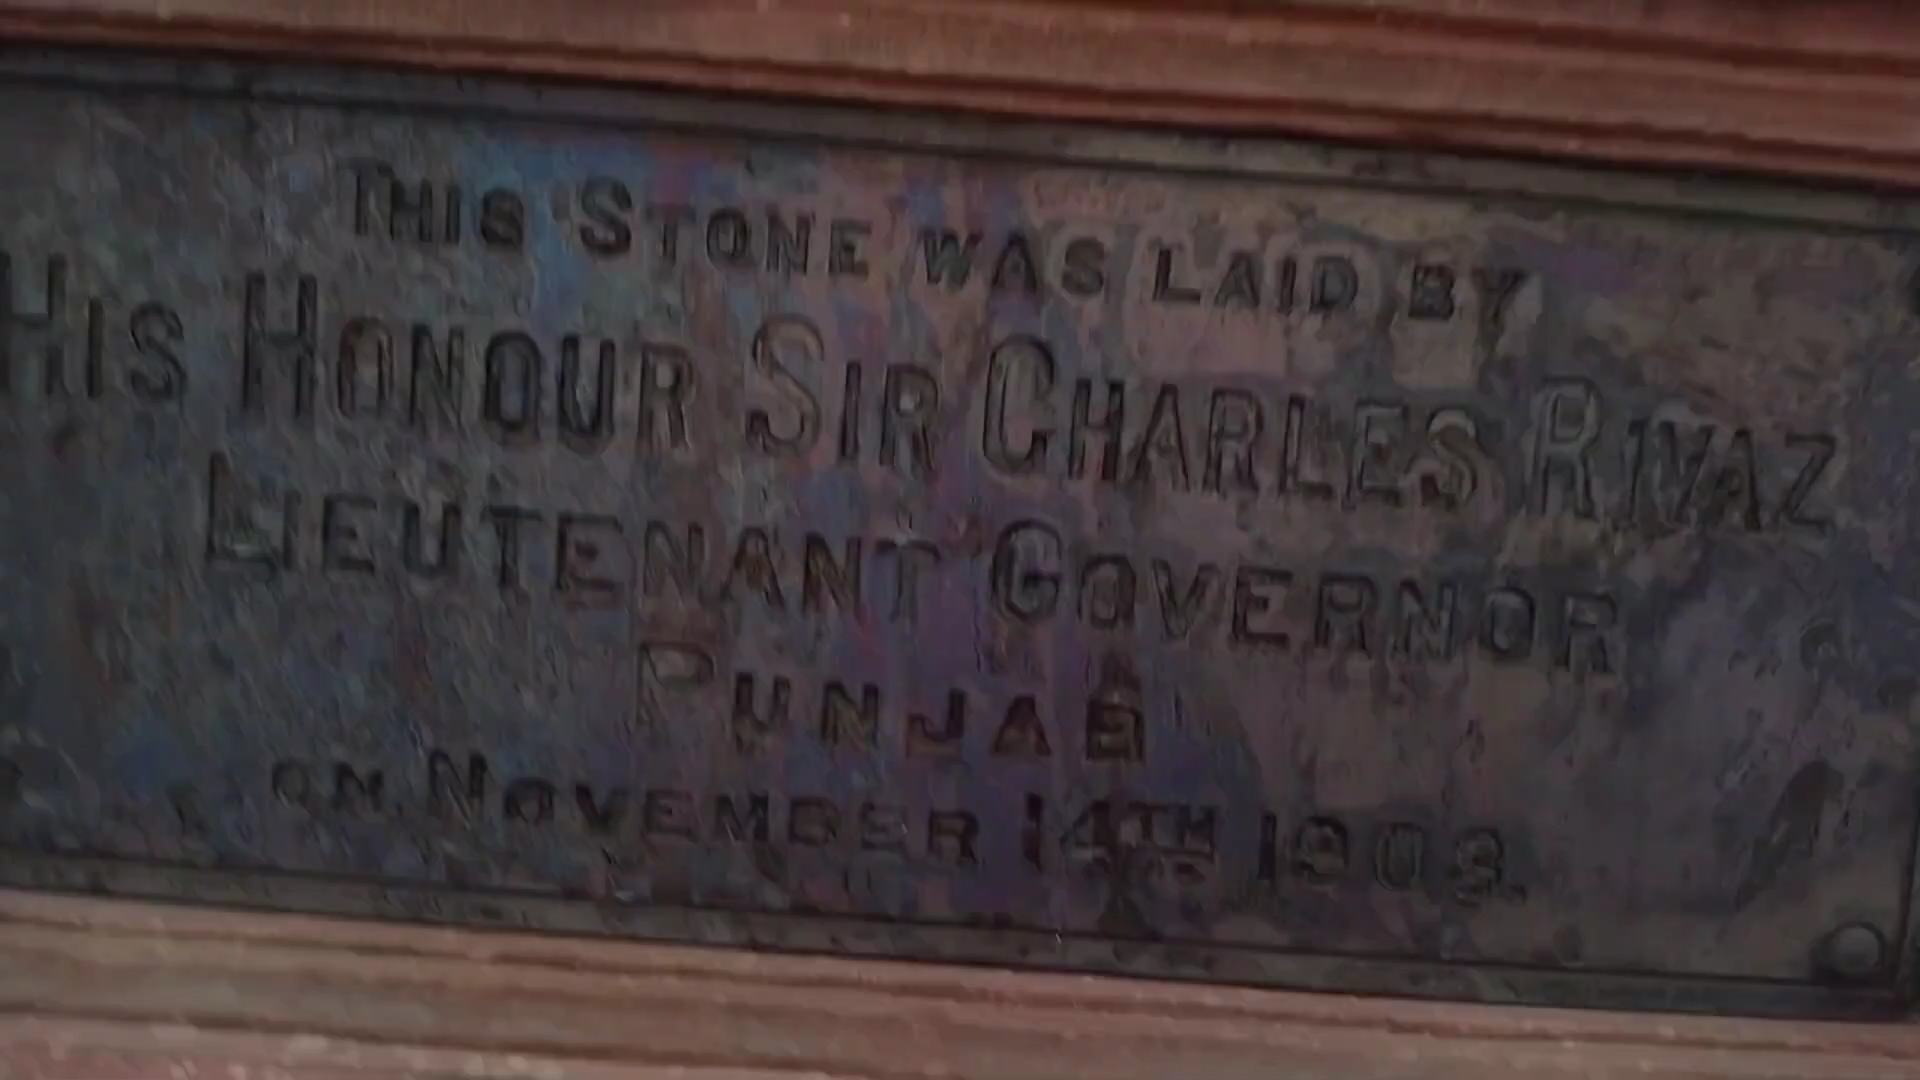 THIS STONE WAS LAID BY
HIS HONOUR SIR CHARLES RIVAZ
LIEUTENANT GOVERNOR
PUNJAB
ON NOVEMBER 14TH 1903.